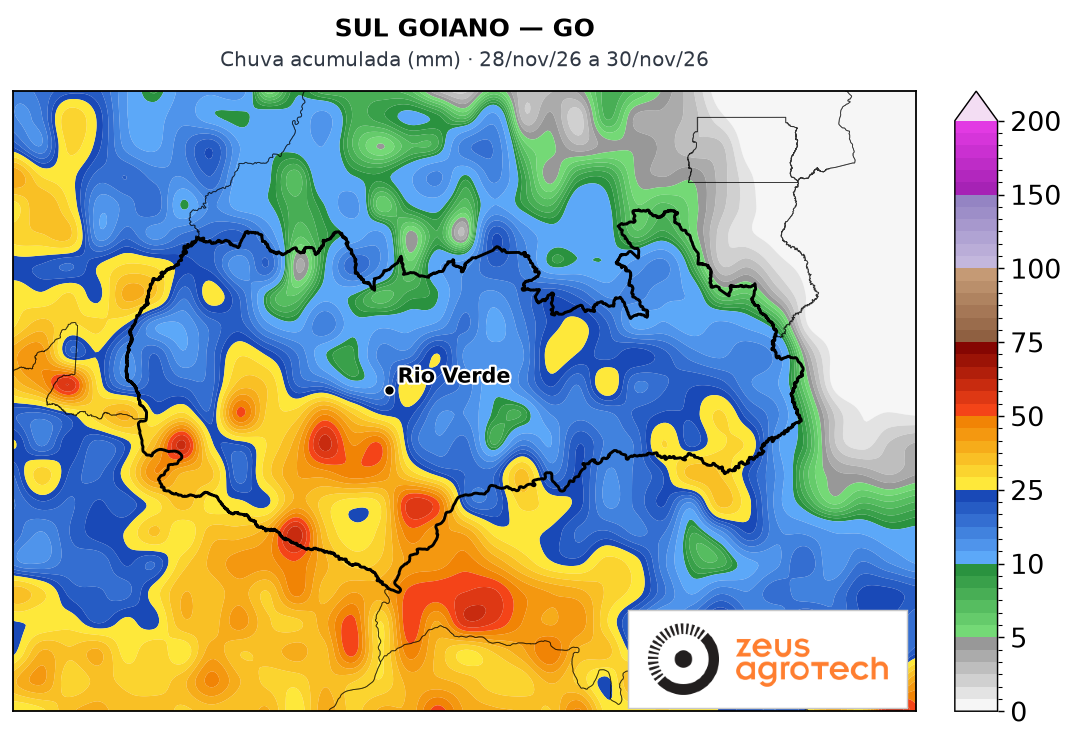 SUL GOIANO — GO
Chuva acumulada (mm) · 28/nov/26 a 30/nov/26
200
150
100
75
50
25
10
5
0
Rio Verde
zeus
agrotech